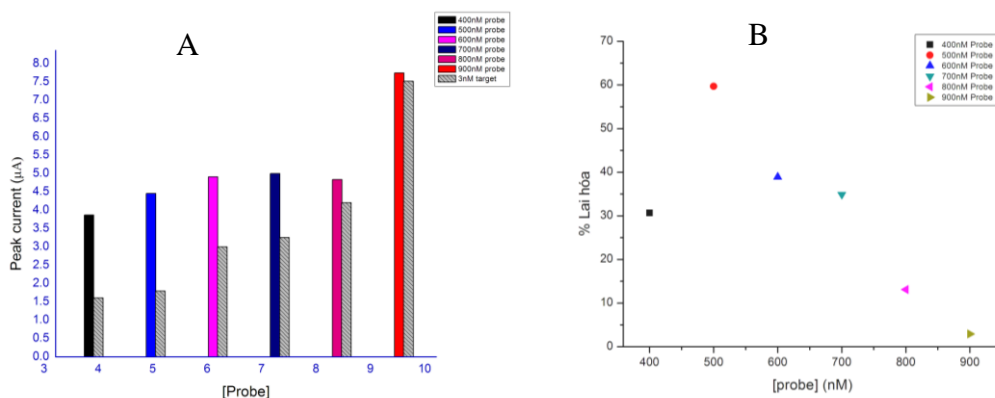 A
400nM probe
500nM probe
600nM probe
700nM probe
800nM probe
900nM probe
3nM target
8.0
7.5
7.0
6.5
6.0
5.5
5.0
4.5
4.0
3.5
3.0
2.5
2.0
1.5
1.0
0.5
0.0
Peak current (µA)
3 4 5 6 7 8 9 10
[Probe]
B
400nM Probe
500nM Probe
600nM Probe
700nM Probe
800nM Probe
900nM Probe
70
60
50
40
30
20
10
0
% Lai hóa
400 500 600 700 800 900
[probe] (nM)